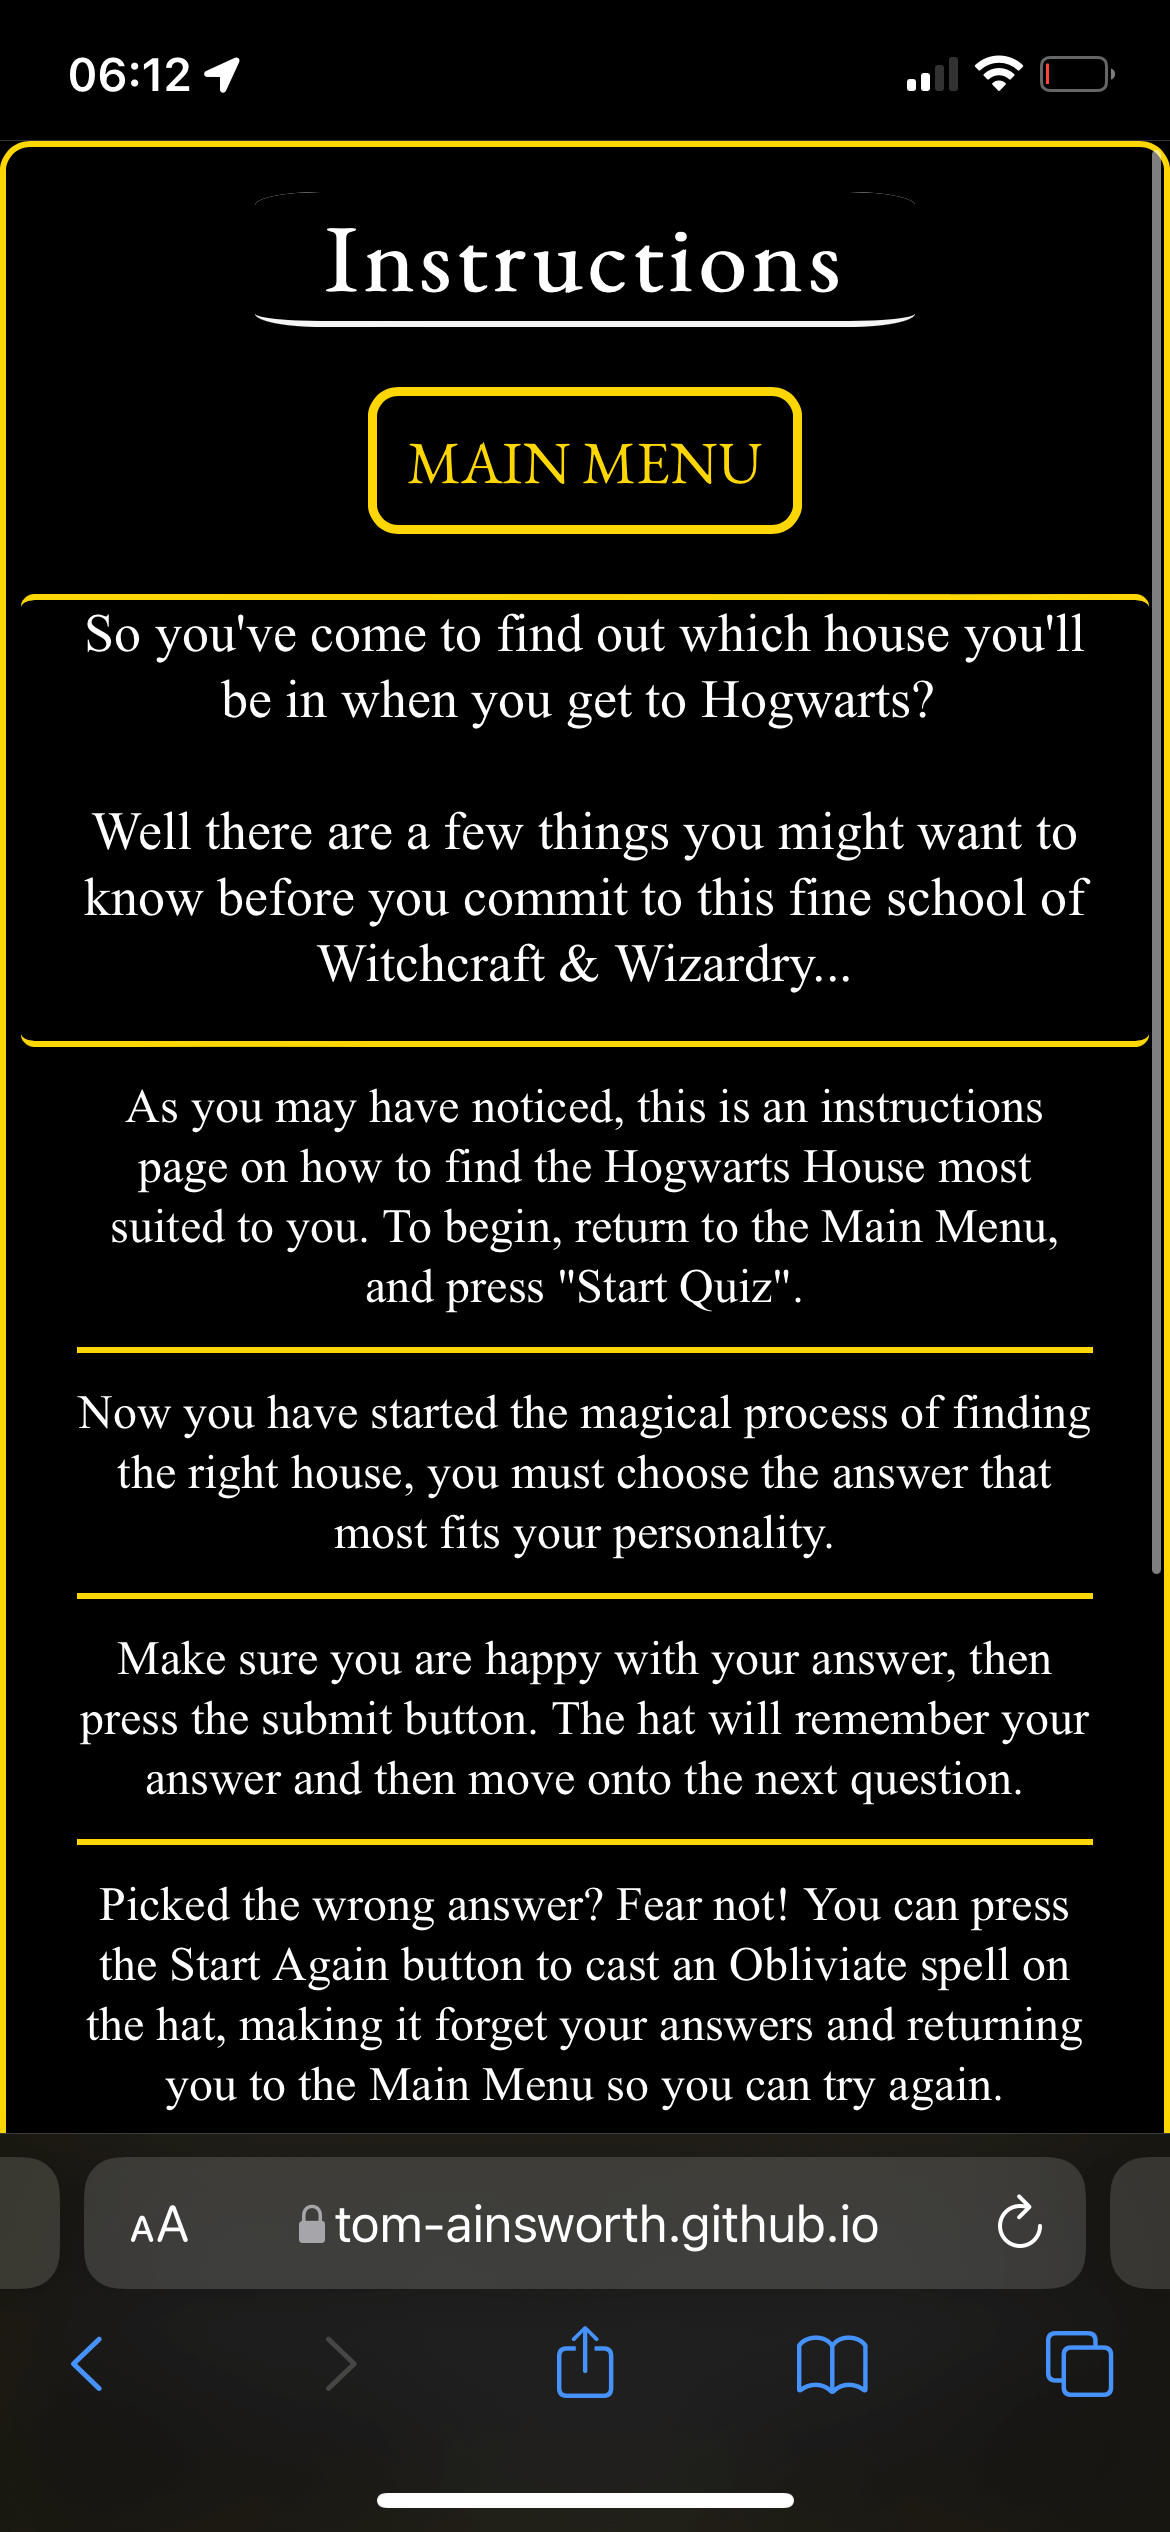 06:12
Instructions
MAIN MENU
So you've come to find out which house you'll
be in when you get to Hogwarts?
Well there are a few things you might want to
know before you commit to this fine school of
Witchcraft & Wizardry...
As you may have noticed, this is an instructions
page on how to find the Hogwarts House most
suited to you. To begin, return to the Main Menu,
and press "Start Quiz".
Now you have started the magical process of finding
the right house, you must choose the answer that
most fits your personality.
Make sure you are happy with your answer, then
press the submit button. The hat will remember your
answer and then move onto the next question.
Picked the wrong answer? Fear not! You can press
the Start Again button to cast an Obliviate spell on
the hat, making it forget your answers and returning
you to the Main Menu so you can try again.
AA tom-ainsworth.github.io